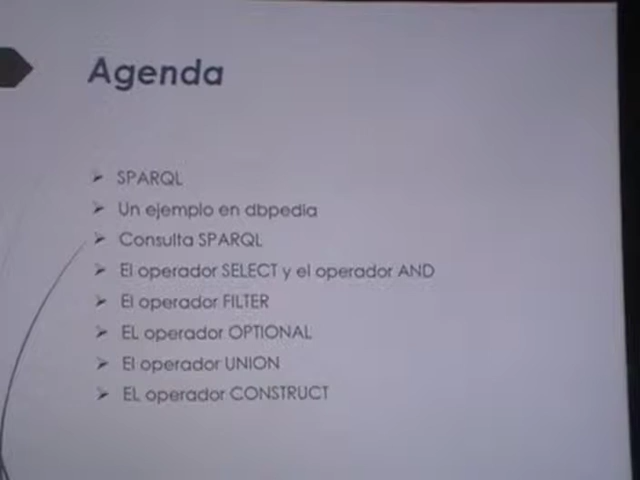 Agenda
SPARQL
Un ejemplo en dbpedia
Consulta SPARQL
El operador SELECT y el operador AND
El operador FILTER
EL operador OPTIONAL
El operador UNION
EL operador CONSTRUCT